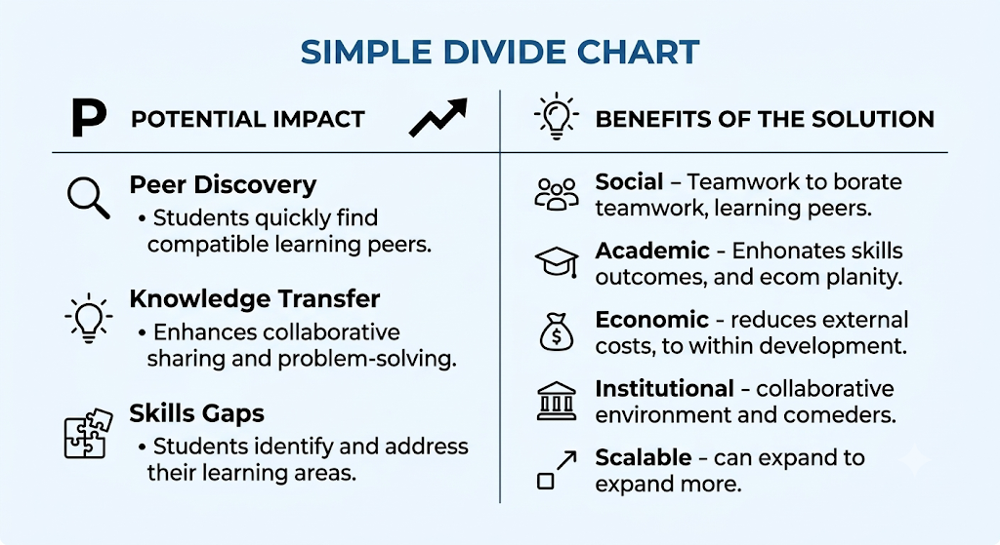 SIMPLE DIVIDE CHART
P POTENTIAL IMPACT
Peer Discovery
• Students quickly find
compatible learning peers.
Knowledge Transfer
• Enhances collaborative
sharing and problem-solving.
Skills Gaps
• Students identify and address
their learning areas.
BENEFITS OF THE SOLUTION
Social – Teamwork to borate
teamwork, learning peers.
Academic - Enhonates skills
outcomes, and ecom planity.
$
Economic - reduces external
costs, to within development.
Institutional - collaborative
environment and comeders.
Scalable - can expand to
expand more.